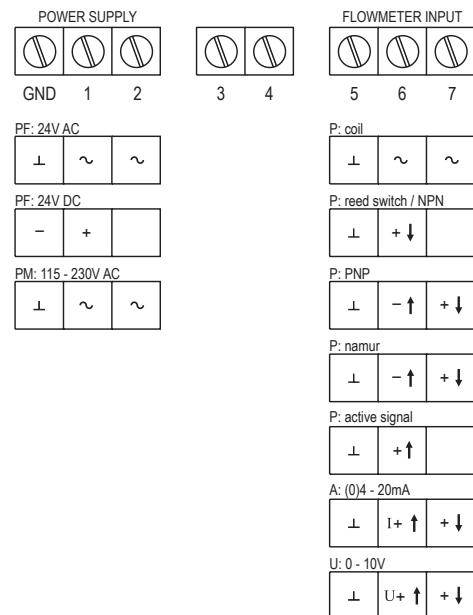 POWER SUPPLY
FLOWMETER INPUT
GND 1 2 3 4 5 6 7
PF: 24V AC
⊥ ~ ~
PF: 24V DC
− +
PM: 115 - 230V AC
⊥ ~ ~
P: coil
⊥ ~ ~
P: reed switch / NPN
⊥ + ↓
P: PNP
⊥ − ↑ + ↓
P: namur
⊥ − ↑ + ↓
P: active signal
⊥ + ↑
A: (0)4 - 20mA
⊥ I+ ↑ + ↓
U: 0 - 10V
⊥ U+ ↑ + ↓